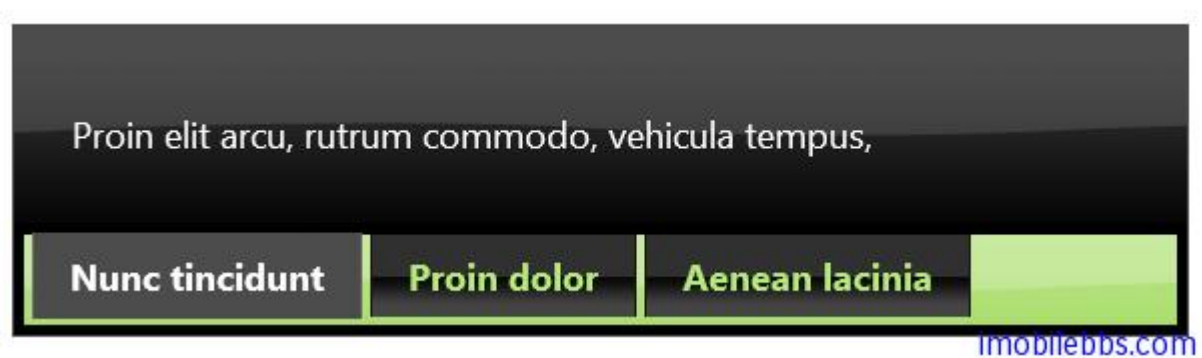 Proin elit arcu, rutrum commodo, vehicula tempus,
Nunc tincidunt Proin dolor Aenean lacinia
imobilebbs.com